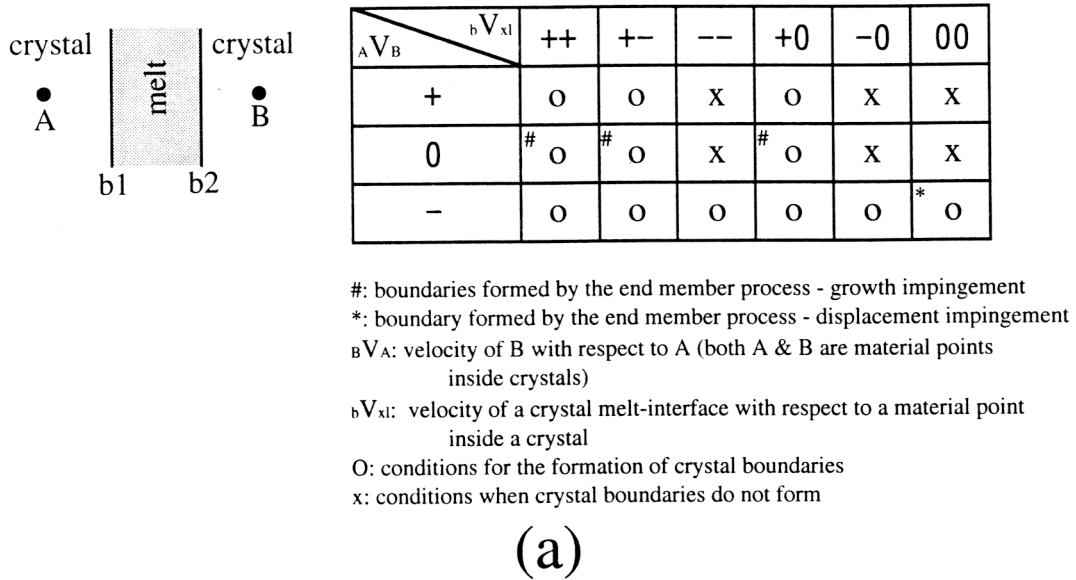 crystal crystal
melt
A B
b1 b2
AVB bVxl ++ +- -- +0 -0 00
+ o o x o x x
0 # o # o x # o x x
- o o o o o * o
#: boundaries formed by the end member process - growth impingement
*: boundary formed by the end member process - displacement impingement
BVA: velocity of B with respect to A (both A & B are material points
inside crystals)
bVxl: velocity of a crystal melt-interface with respect to a material point
inside a crystal
O: conditions for the formation of crystal boundaries
x: conditions when crystal boundaries do not form
(a)